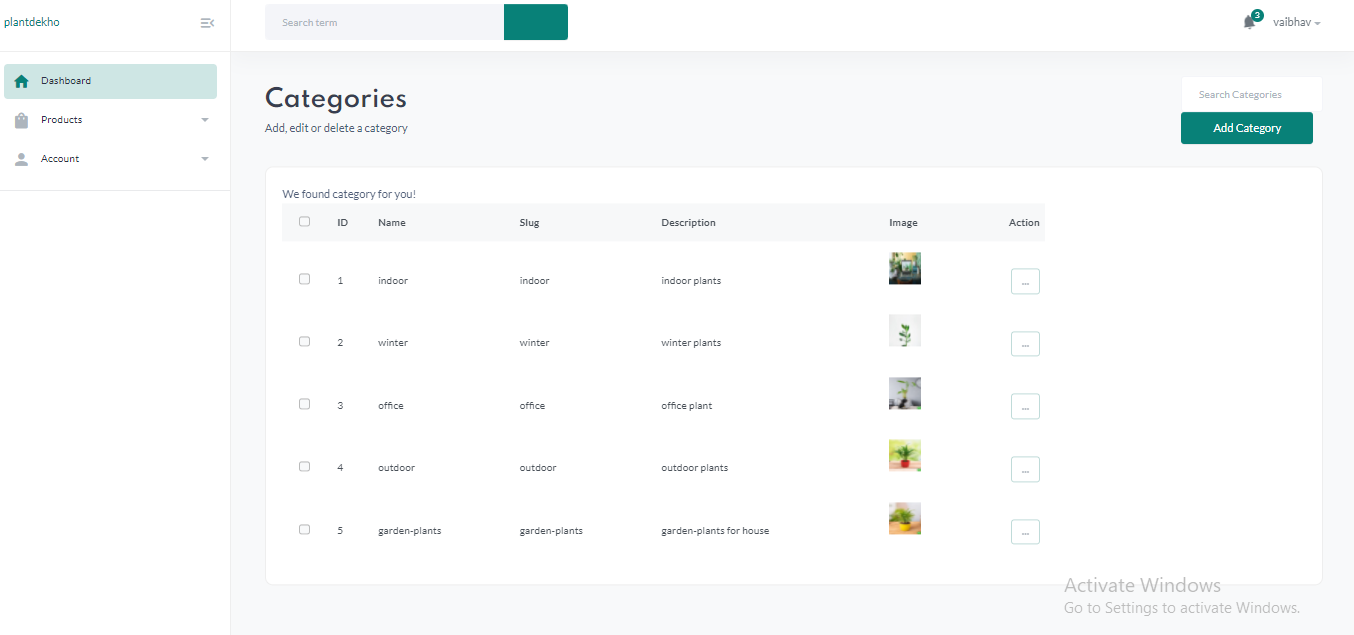 plantdekho
Search term
3
vaibhav
Dashboard
Products
Account
Categories
Add, edit or delete a category
Search Categories
Add Category
We found category for you!
ID Name Slug Description Image Action
1 indoor indoor indoor plants ...
2 winter winter winter plants ...
3 office office office plant ...
4 outdoor outdoor outdoor plants ...
5 garden-plants garden-plants garden-plants for house ...
Activate Windows
Go to Settings to activate Windows.